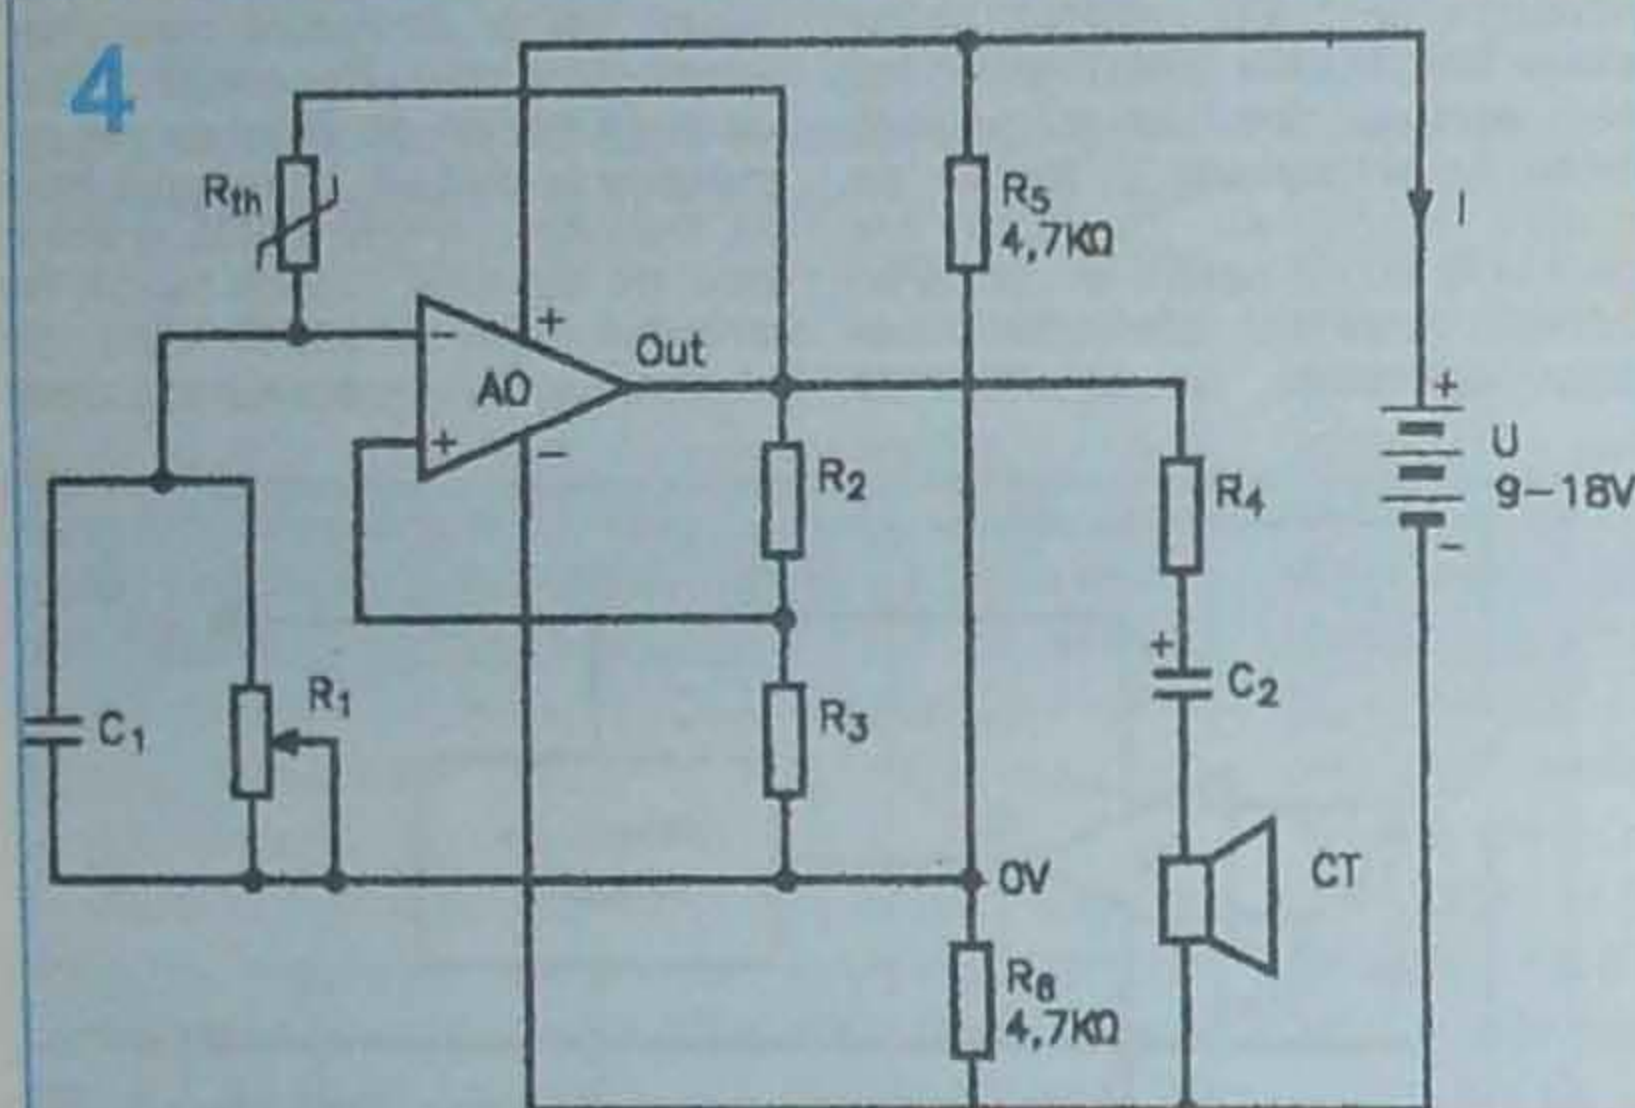 4
Rth
R5
4,7KΩ
I
+
Out
-
AO
+
+
-
U
9-18V
R2
R4
-
+
C2
R1
C1
R3
0V
CT
R6
4,7KΩ